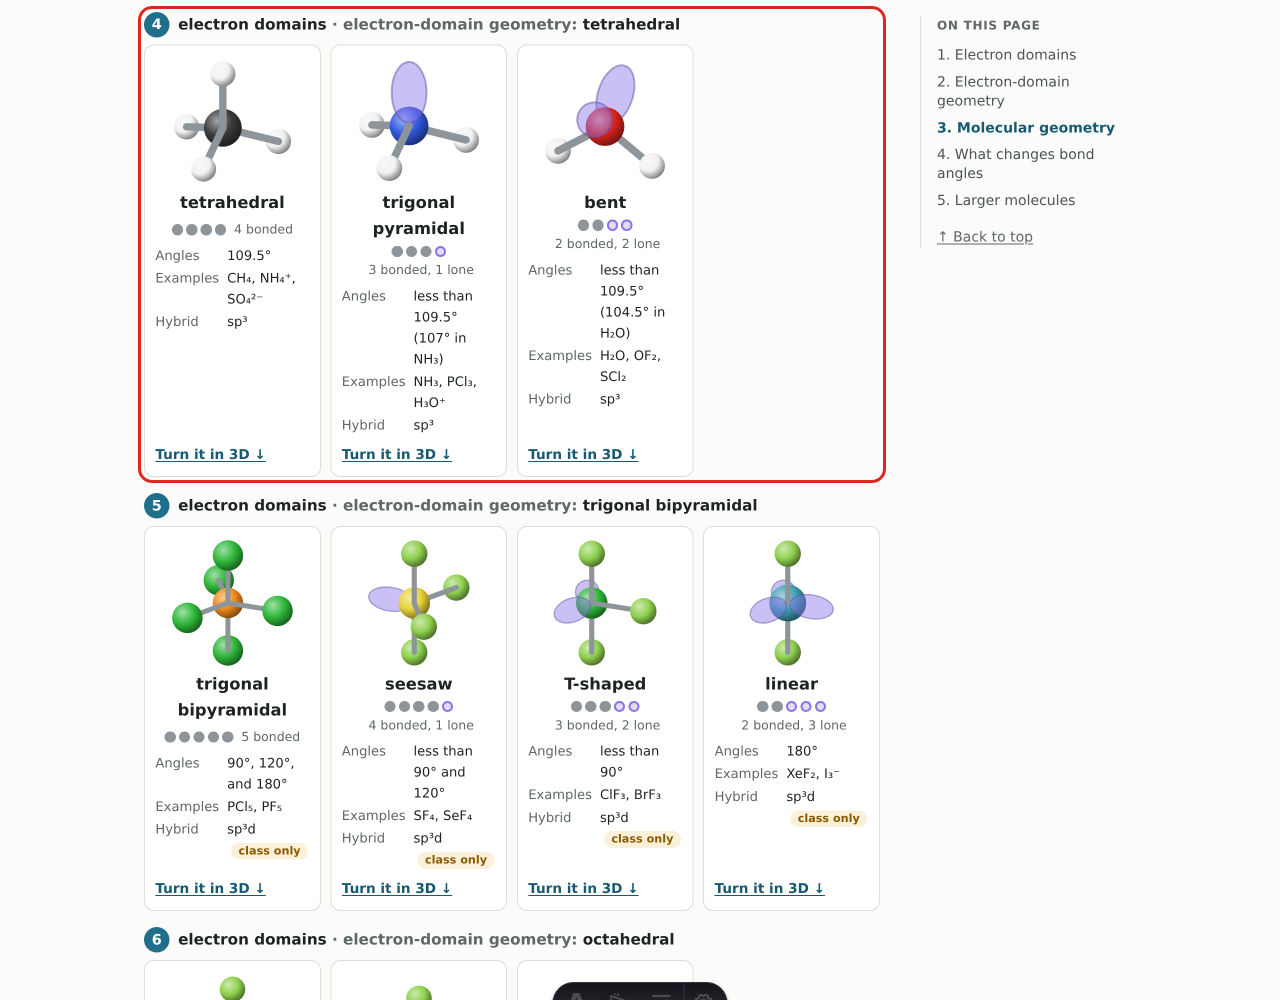 4 electron domains · electron-domain geometry: tetrahedral
tetrahedral
4 bonded
Angles 109.5°
Examples CH₄, NH₄⁺,
SO₄²⁻
Hybrid sp³
Turn it in 3D ↓
trigonal
pyramidal
3 bonded, 1 lone
Angles less than
109.5°
(107° in
NH₃)
Examples NH₃, PCl₃,
H₃O⁺
Hybrid sp³
Turn it in 3D ↓
bent
2 bonded, 2 lone
Angles less than
109.5°
(104.5° in
H₂O)
Examples H₂O, OF₂,
SCl₂
Hybrid sp³
Turn it in 3D ↓
5 electron domains · electron-domain geometry: trigonal bipyramidal
trigonal
bipyramidal
5 bonded
Angles 90°, 120°,
and 180°
Examples PCl₅, PF₅
Hybrid sp³d
class only
Turn it in 3D ↓
seesaw
4 bonded, 1 lone
Angles less than
90° and
120°
Examples SF₄, SeF₄
Hybrid sp³d
class only
Turn it in 3D ↓
T-shaped
3 bonded, 2 lone
Angles less than
90°
Examples ClF₃, BrF₃
Hybrid sp³d
class only
Turn it in 3D ↓
linear
2 bonded, 3 lone
Angles 180°
Examples XeF₂, I₃⁻
Hybrid sp³d
class only
Turn it in 3D ↓
6 electron domains · electron-domain geometry: octahedral
ON THIS PAGE
1. Electron domains
2. Electron-domain
geometry
3. Molecular geometry
4. What changes bond
angles
5. Larger molecules
↑ Back to top